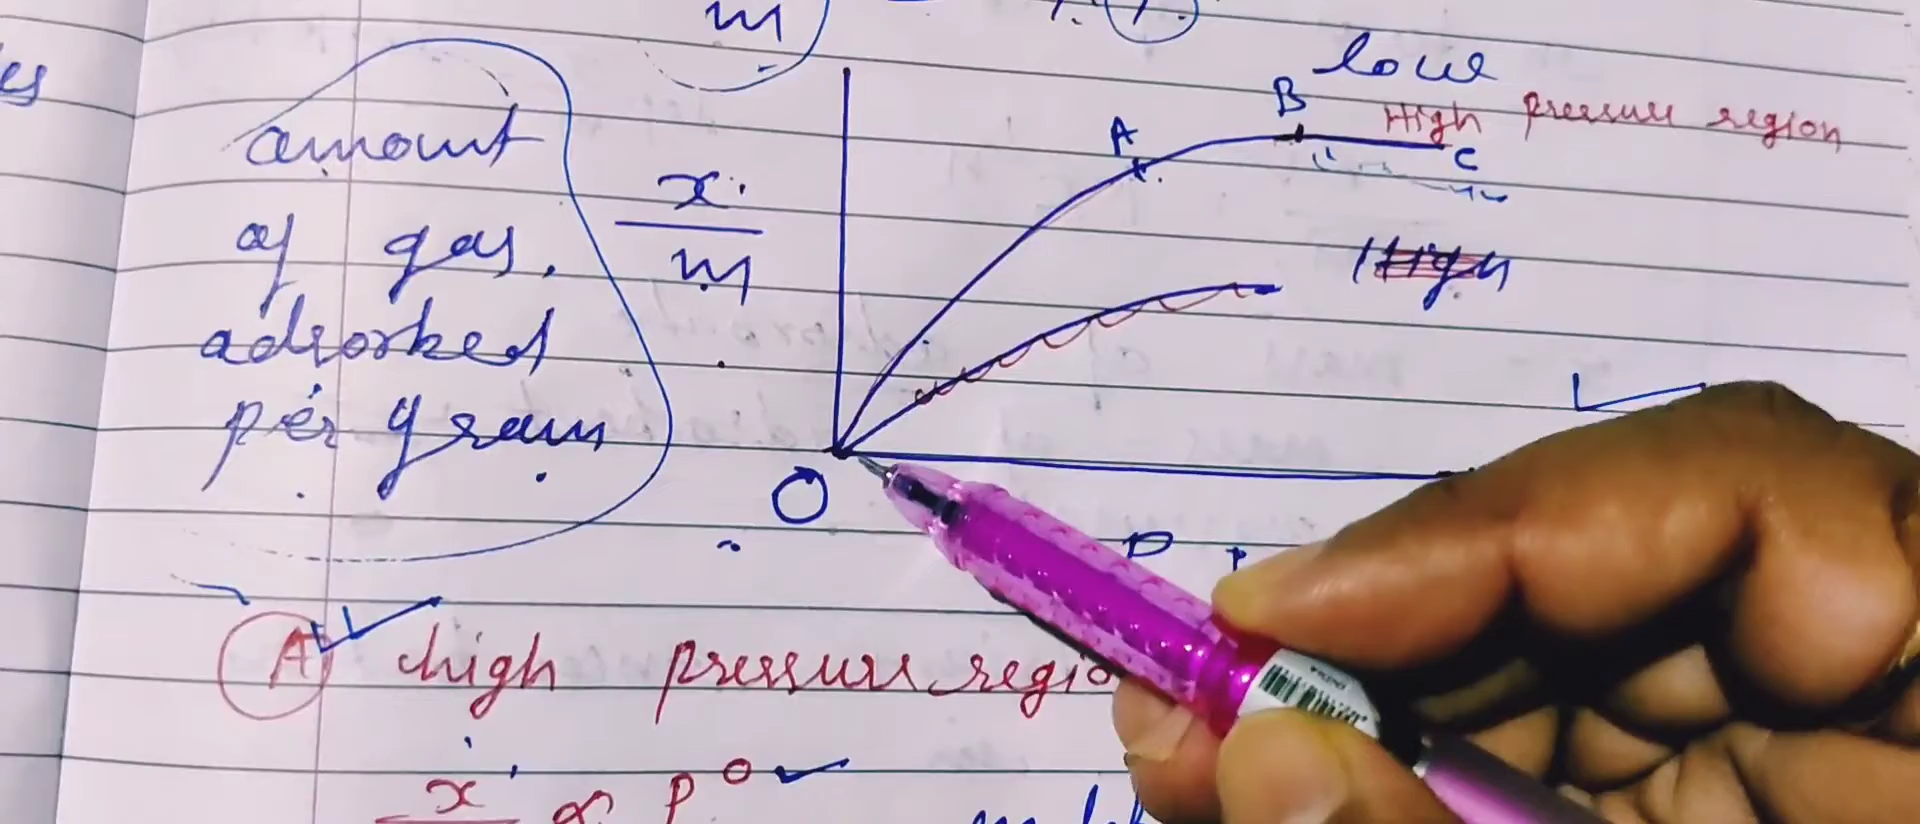 m
low
B
A
High pressure region
C
amount
of gas
adsorbed
per gram
x
m
High
O
P
A high pressure regio
x ∝ P°